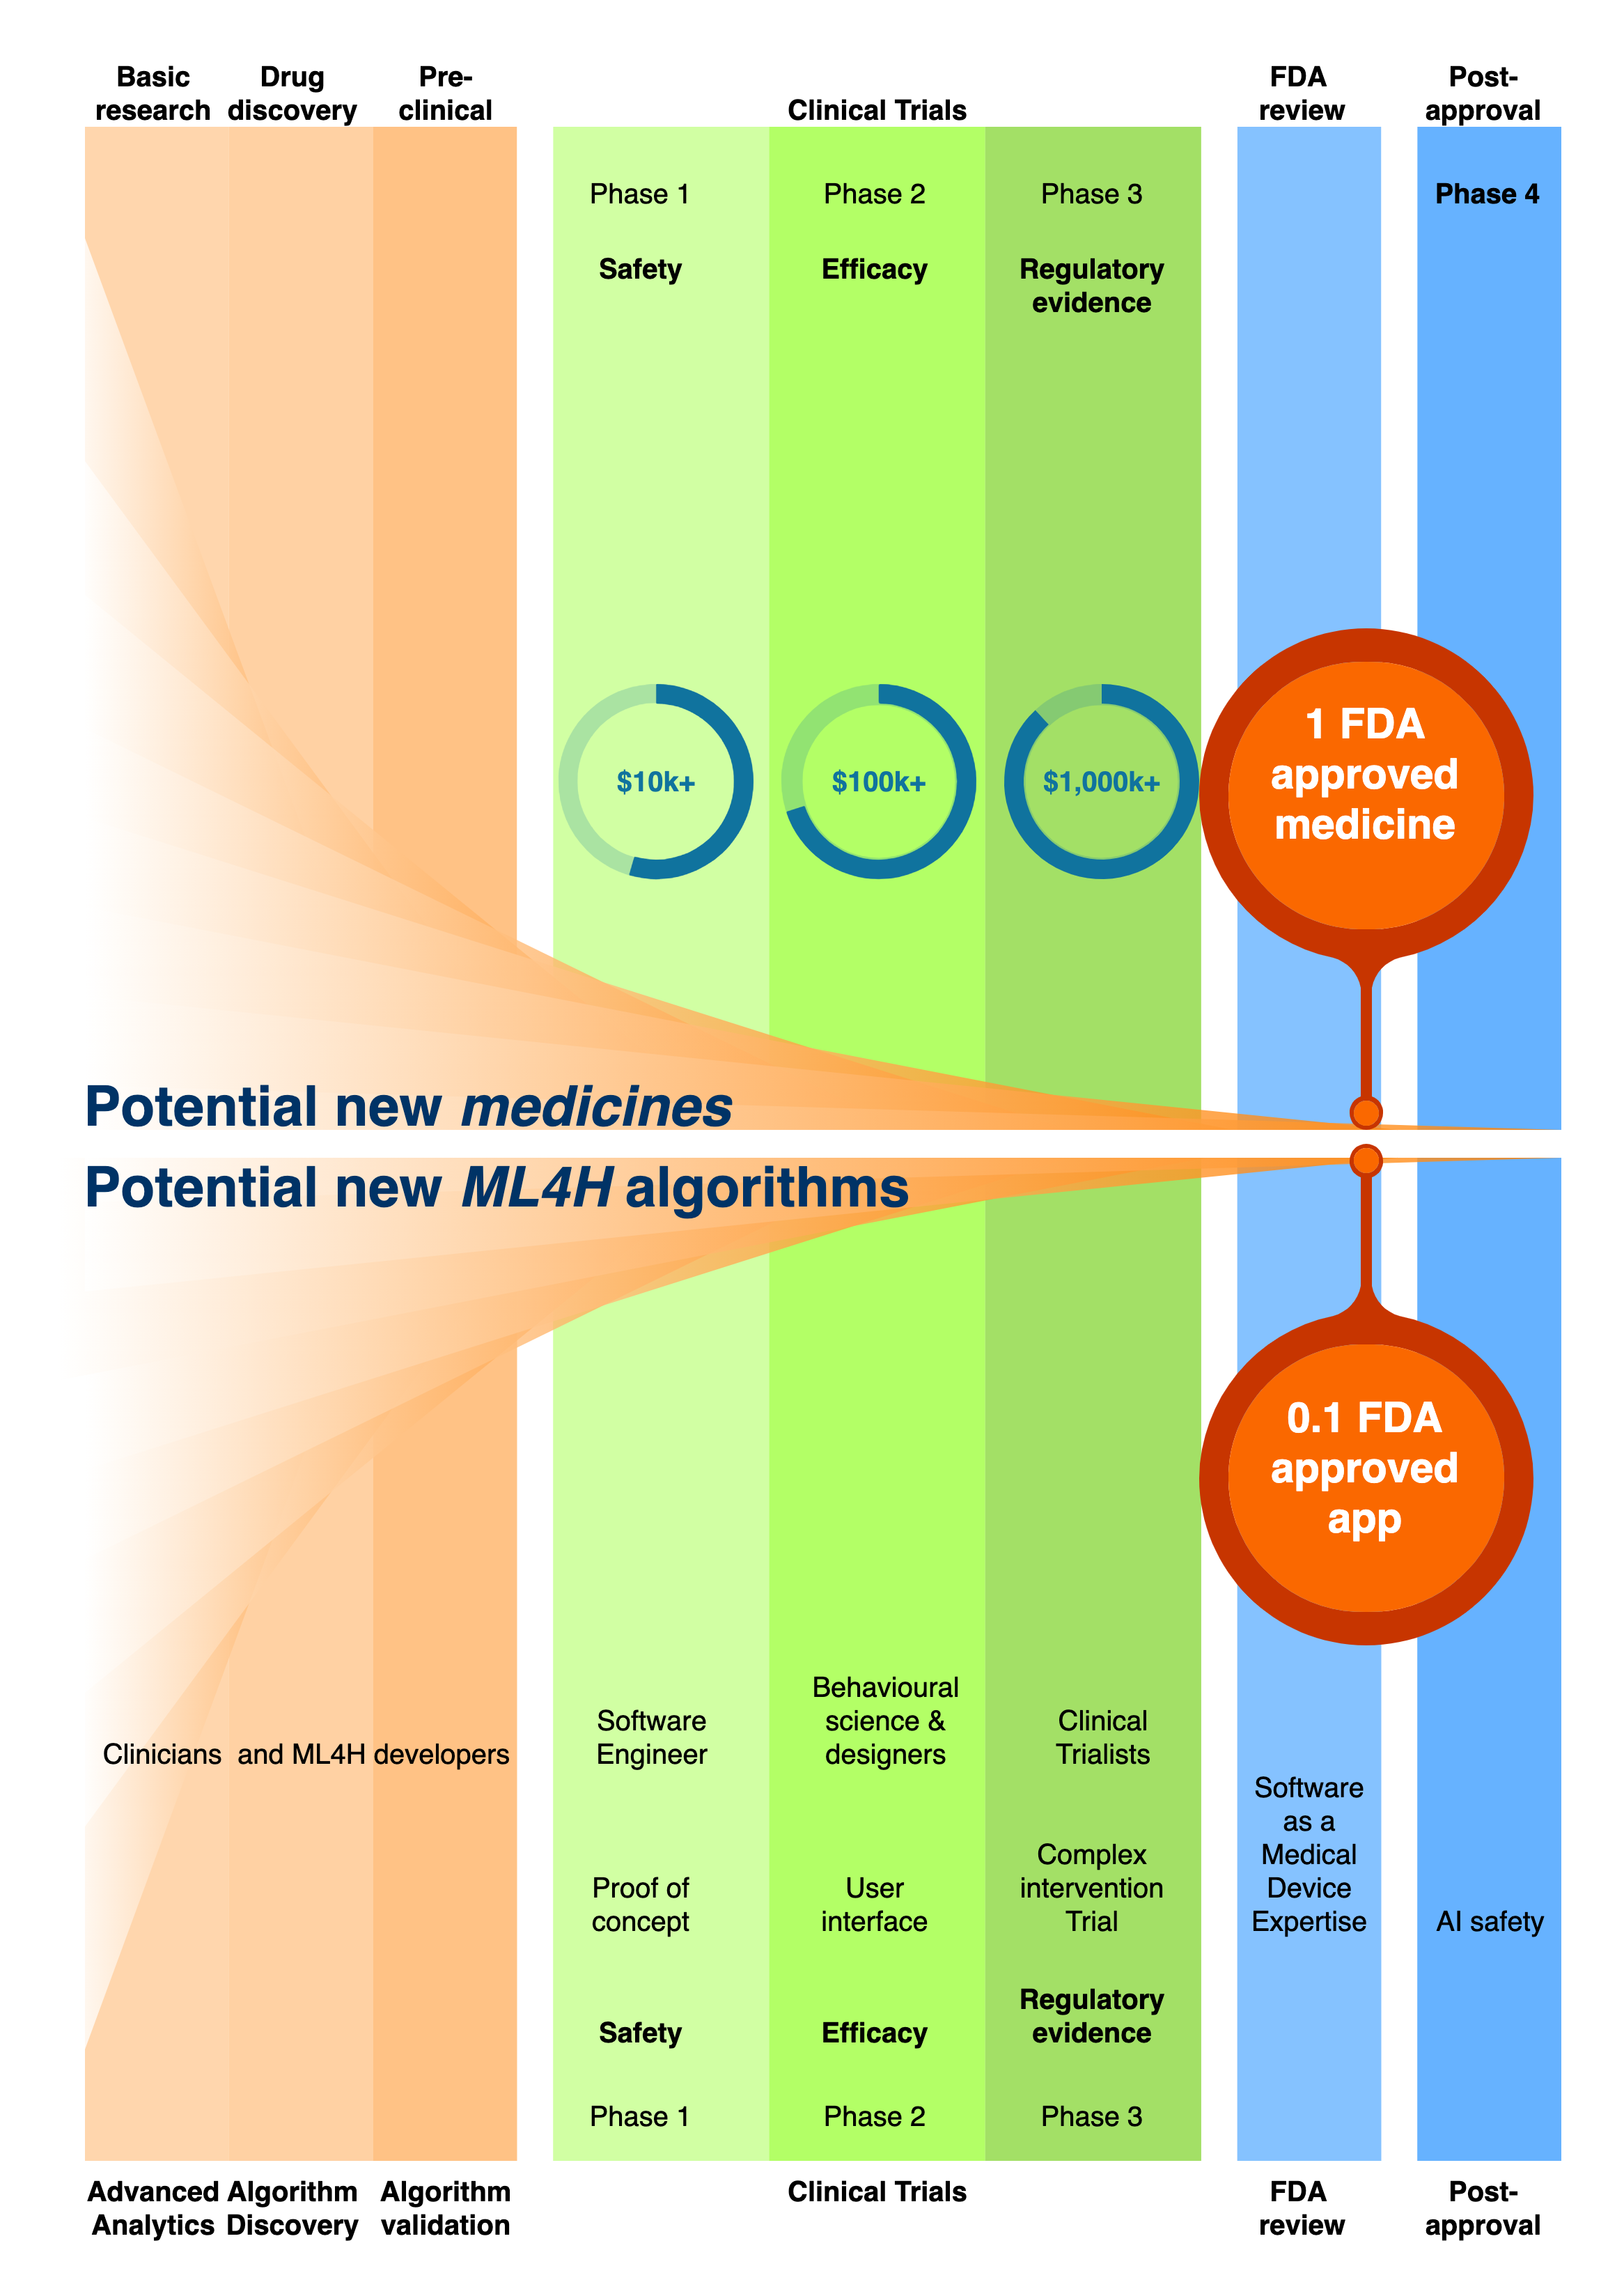 Basic research
Drug discovery
Pre-clinical
Clinical Trials
FDA review
Post-approval
Phase 1
Phase 2
Phase 3
Phase 4
Safety
Efficacy
Regulatory evidence
$10k+
$100k+
$1,000k+
1 FDA
approved
medicine
Potential new medicines
Potential new ML4H algorithms
0.1 FDA
approved
app
Clinicians and ML4H developers
Software
Engineer
Behavioural
science &
designers
Clinical
Trialists
Software
as a
Medical
Device
Expertise
Proof of
concept
User
interface
Complex
intervention
Trial
AI safety
Safety
Efficacy
Regulatory
evidence
Phase 1
Phase 2
Phase 3
Advanced
Analytics
Algorithm
Discovery
Algorithm
validation
Clinical Trials
FDA
review
Post-
approval